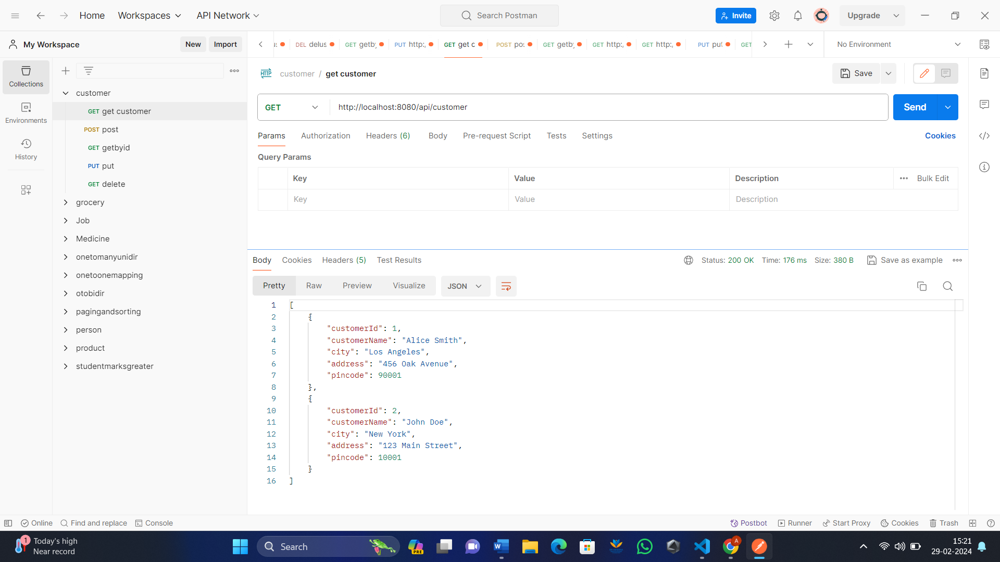 Home Workspaces API Network Search Postman Invite Upgrade
My Workspace New Import DEL delus GET getby PUT http:/ GET get c POST pos GET getby GET http:/ GET http:/ PUT put GET No Environment
Collections
Environments
History
customer
GET get customer
POST post
GET getbyid
PUT put
GET delete
grocery
Job
Medicine
onetomanyunidir
onetoonemapping
otobidir
pagingandsorting
person
product
studentmarksgreater
HTTP customer / get customer Save
GET http://localhost:8080/api/customer Send
Params Authorization Headers (6) Body Pre-request Script Tests Settings Cookies
Query Params
Key Value Description Bulk Edit
Key Value Description
Body Cookies Headers (5) Test Results Status: 200 OK Time: 176 ms Size: 380 B Save as example
Pretty Raw Preview Visualize JSON
1 [
2 {
3 "customerId": 1,
4 "customerName": "Alice Smith",
5 "city": "Los Angeles",
6 "address": "456 Oak Avenue",
7 "pincode": 90001
8 },
9 {
10 "customerId": 2,
11 "customerName": "John Doe",
12 "city": "New York",
13 "address": "123 Main Street",
14 "pincode": 10001
15 }
16 ]
Online Find and replace Console Postbot Runner Start Proxy Cookies Trash
1 Today's high
Near record
Search
PRE
A
15:21
29-02-2024